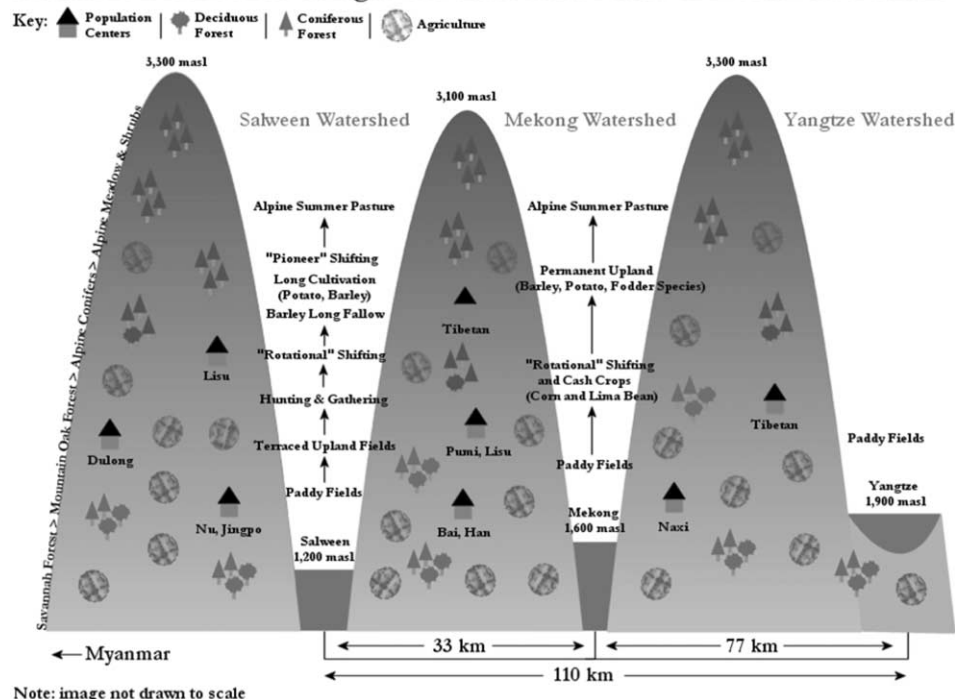 Key:
Population
Centers
Deciduous
Forest
Coniferous
Forest
Agriculture
3,300 masl
3,100 masl
3,300 masl
Salween Watershed
Mekong Watershed
Yangtze Watershed
Savannah Forest > Mountain Oak Forest > Alpine Conifers > Alpine Meadow & Shrubs
Alpine Summer Pasture
"Pioneer" Shifting
Long Cultivation
(Potato, Barley)
Barley Long Fallow
"Rotational" Shifting
Hunting & Gathering
Terraced Upland Fields
Paddy Fields
Salween
1,200 masl
Alpine Summer Pasture
Permanent Upland
(Barley, Potato, Fodder Species)
"Rotational" Shifting
and Cash Crops
(Corn and Lima Bean)
Paddy Fields
Mekong
1,600 masl
Paddy Fields
Yangtze
1,900 masl
Lisu
Dulong
Nu, Jingpo
Tibetan
Pumi, Lisu
Bai, Han
Tibetan
Naxi
Myanmar
33 km
77 km
110 km
Note: image not drawn to scale